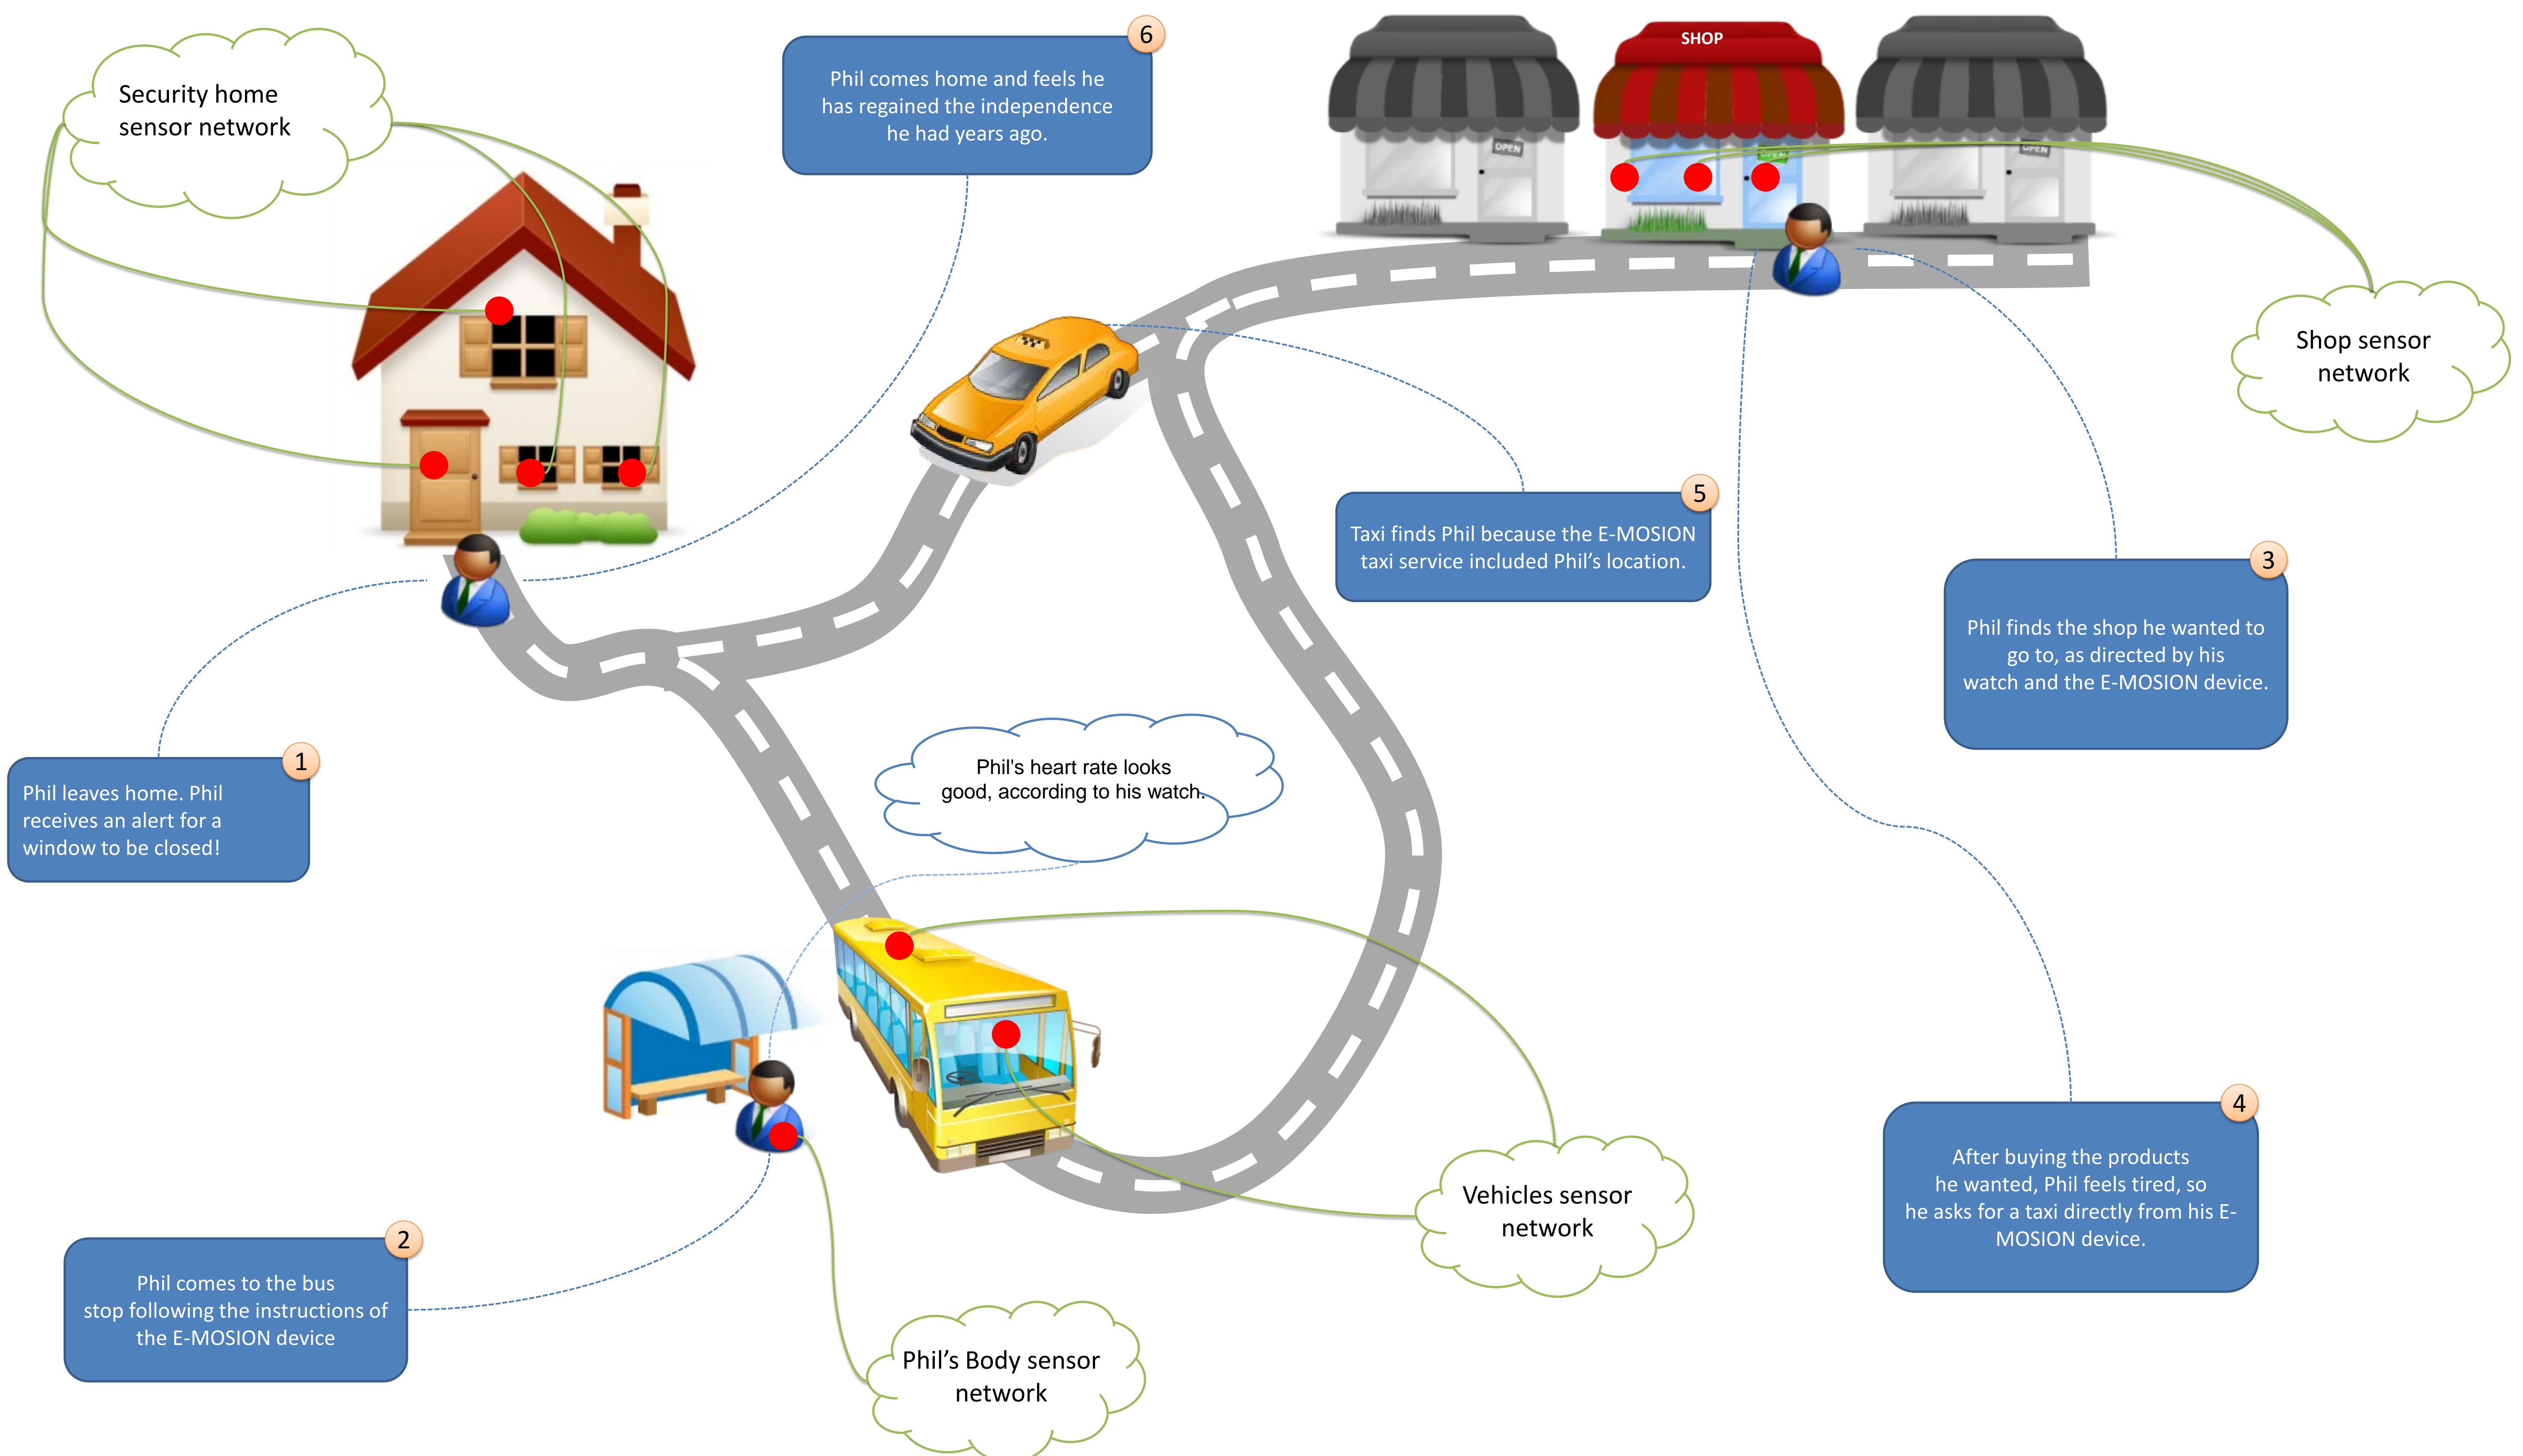 Security home
sensor network
6
Phil comes home and feels he
has regained the independence
he had years ago.
SHOP
OPEN
OPEN
OPEN
Shop sensor
network
5
Taxi finds Phil because the E-MOSION
taxi service included Phil’s location.
3
Phil finds the shop he wanted to
go to, as directed by his
watch and the E-MOSION device.
1
Phil leaves home. Phil
receives an alert for a
window to be closed!
Phil's heart rate looks
good, according to his watch.
4
After buying the products
he wanted, Phil feels tired, so
he asks for a taxi directly from his E-
MOSION device.
Vehicles sensor
network
2
Phil comes to the bus
stop following the instructions of
the E-MOSION device
Phil’s Body sensor
network